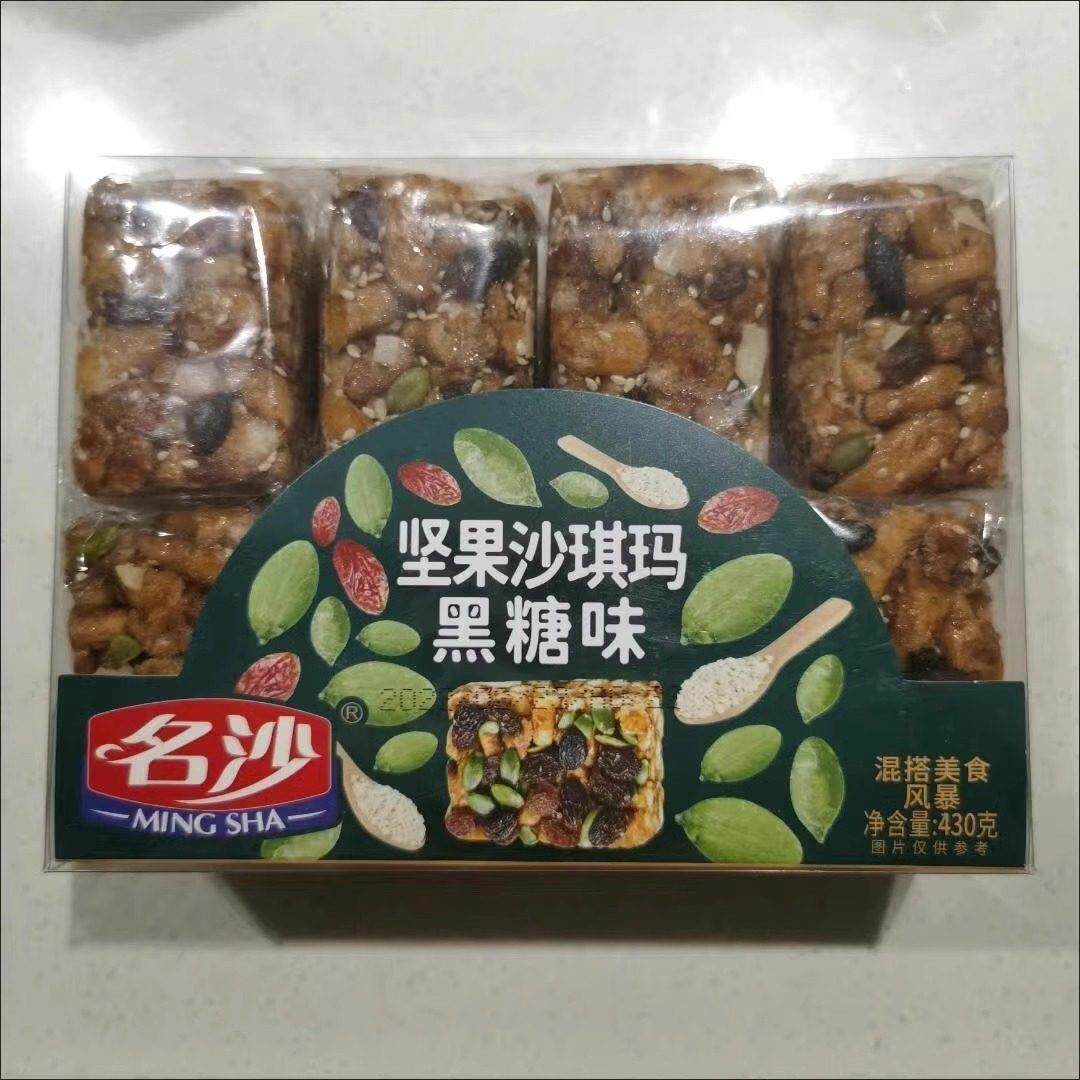 坚果沙琪玛
黑糖味
名沙
®
MING SHA
混搭美食
风暴
净含量:430克
图片仅供参考